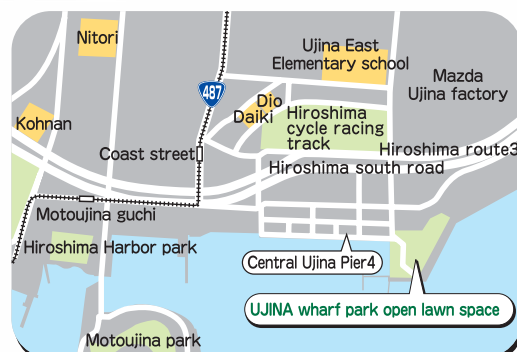 Nitori
Ujina East
Elementary school
Mazda
Ujina factory
487
Dio
Daiki
Kohnan
Hiroshima
cycle racing
track
Coast street
Hiroshima route3
Hiroshima south road
Motoujina guchi
Hiroshima Harbor park
Central Ujina Pier4
UJINA wharf park open lawn space
Motoujina park